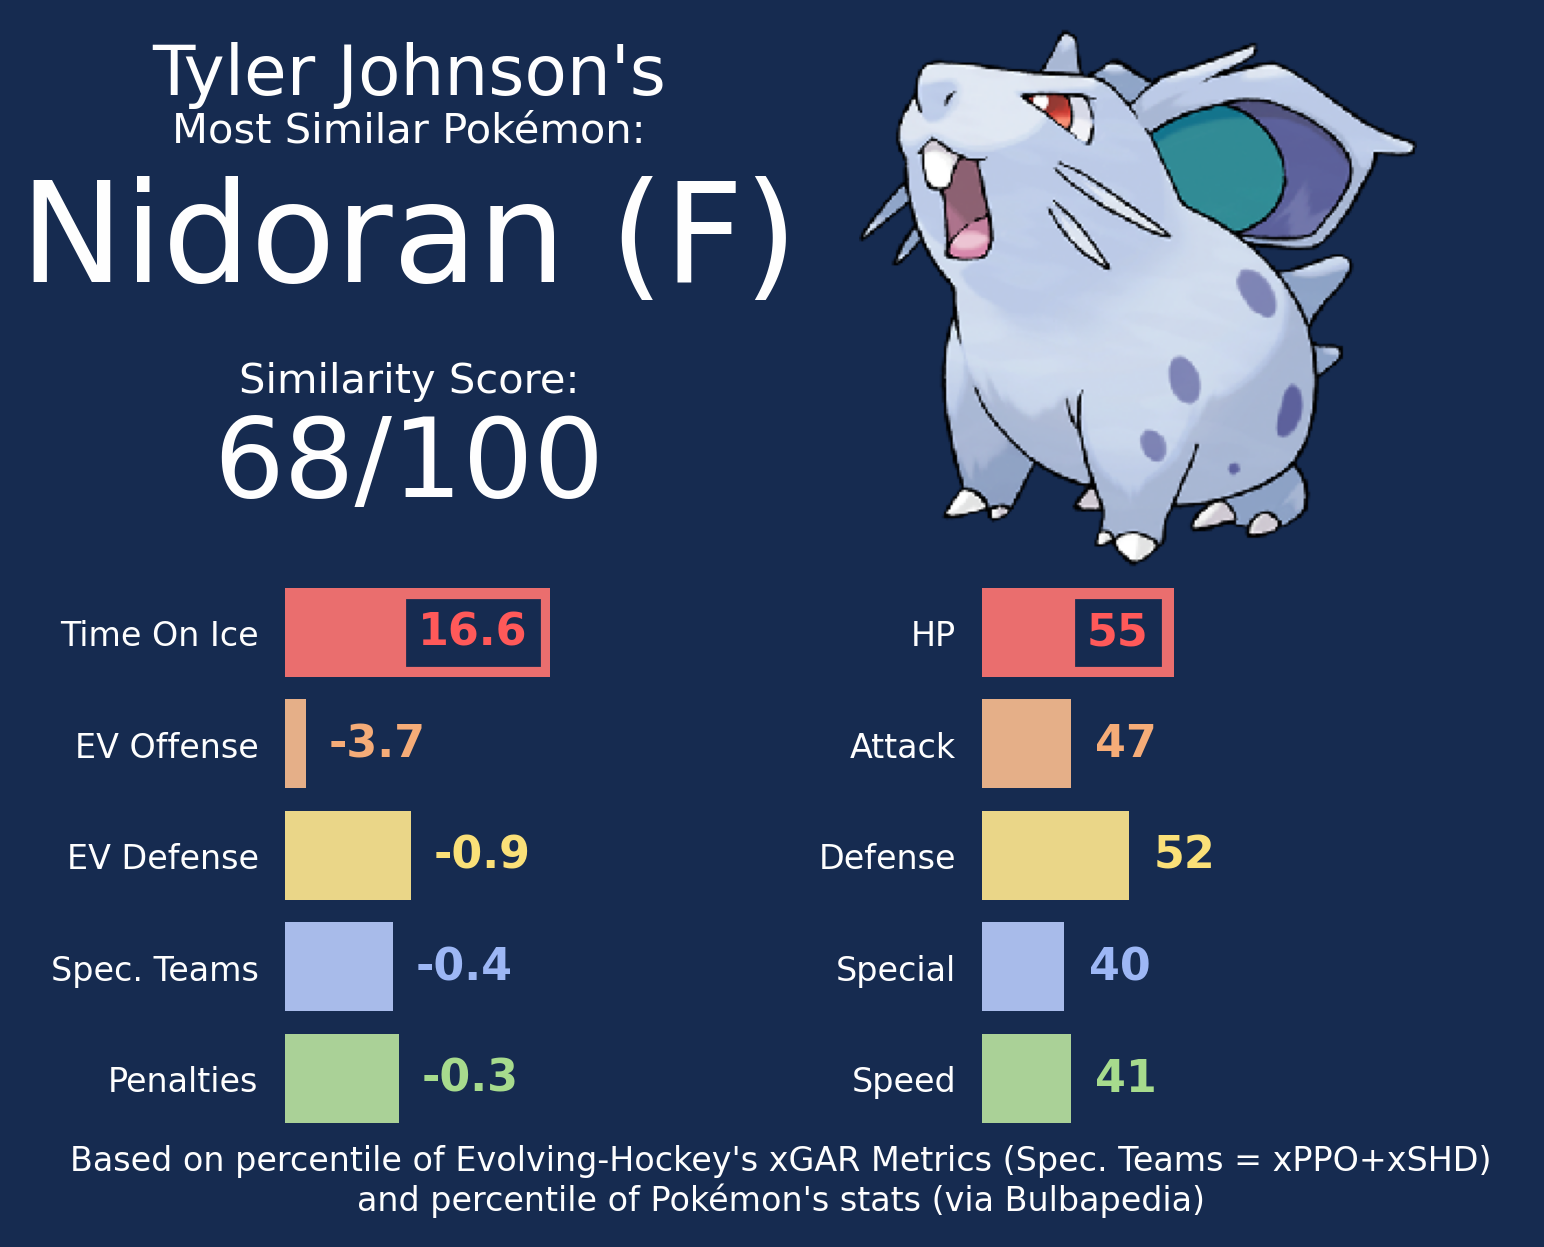 Tyler Johnson's
Most Similar Pokémon:
Nidoran (F)
Similarity Score:
68/100
Time On Ice 16.6
EV Offense -3.7
EV Defense -0.9
Spec. Teams -0.4
Penalties -0.3
HP 55
Attack 47
Defense 52
Special 40
Speed 41
Based on percentile of Evolving-Hockey's xGAR Metrics (Spec. Teams = xPPO+xSHD)
and percentile of Pokémon's stats (via Bulbapedia)